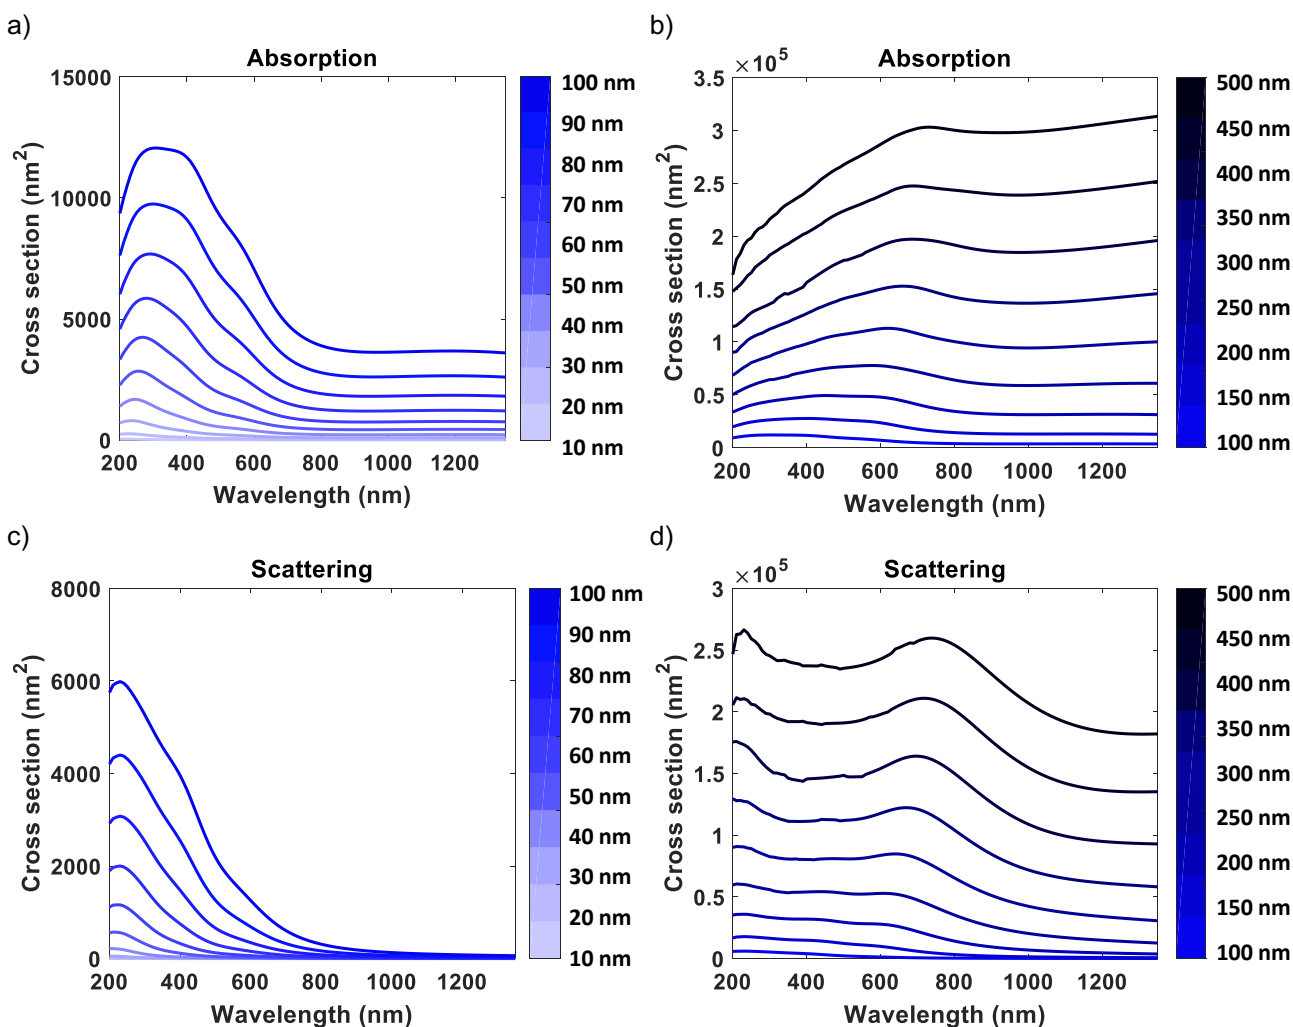 a)
Absorption
15000
10000
5000
0
Cross section (nm2)
200 400 600 800 1000 1200
Wavelength (nm)
100 nm
90 nm
80 nm
70 nm
60 nm
50 nm
40 nm
30 nm
20 nm
10 nm
b)
Absorption
×10^5
3.5
3
2.5
2
1.5
1
0.5
0
Cross section (nm2)
200 400 600 800 1000 1200
Wavelength (nm)
500 nm
450 nm
400 nm
350 nm
300 nm
250 nm
200 nm
150 nm
100 nm
c)
Scattering
8000
6000
4000
2000
0
Cross section (nm2)
200 400 600 800 1000 1200
Wavelength (nm)
100 nm
90 nm
80 nm
70 nm
60 nm
50 nm
40 nm
30 nm
20 nm
10 nm
d)
Scattering
×10^5
3
2.5
2
1.5
1
0.5
0
Cross section (nm2)
200 400 600 800 1000 1200
Wavelength (nm)
500 nm
450 nm
400 nm
350 nm
300 nm
250 nm
200 nm
150 nm
100 nm